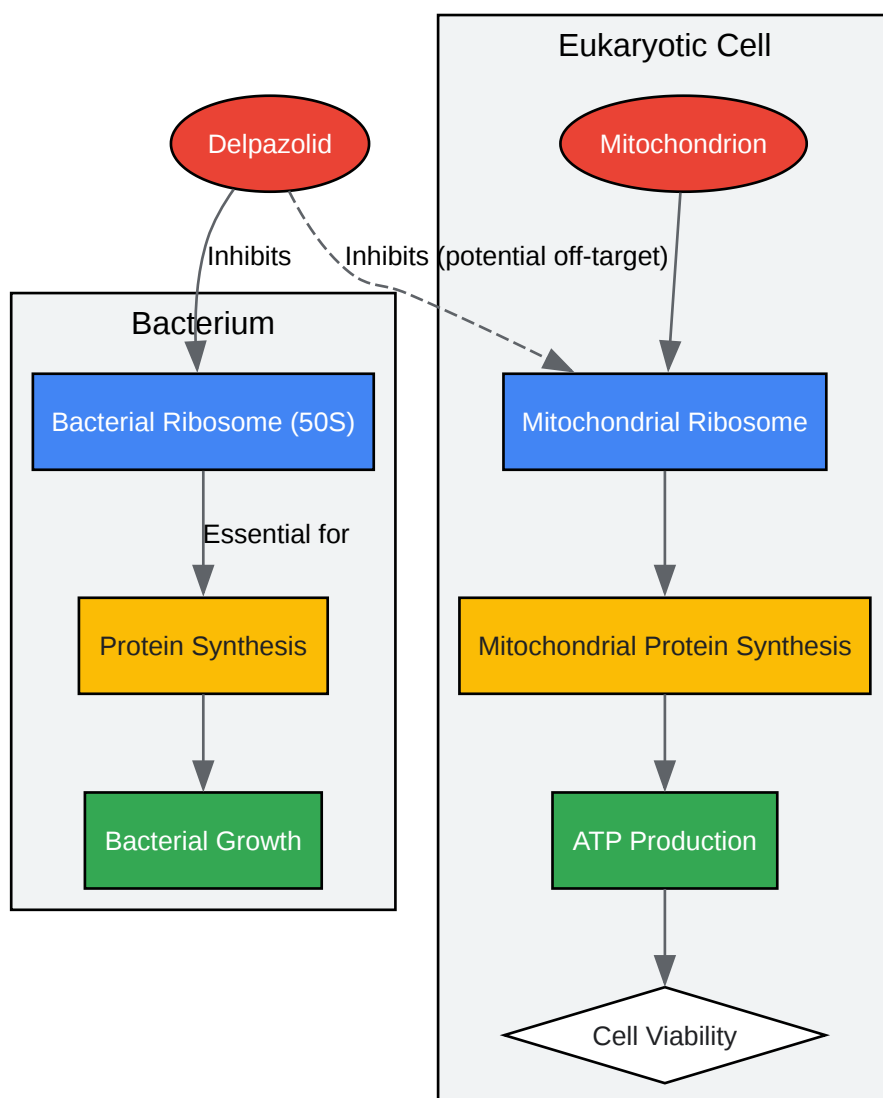 Eukaryotic Cell
Delpazolid
Mitochondrion
Inhibits
Inhibits (potential off-target)
Bacterium
Bacterial Ribosome (50S)
Mitochondrial Ribosome
Essential for
Protein Synthesis
Mitochondrial Protein Synthesis
Bacterial Growth
ATP Production
Cell Viability